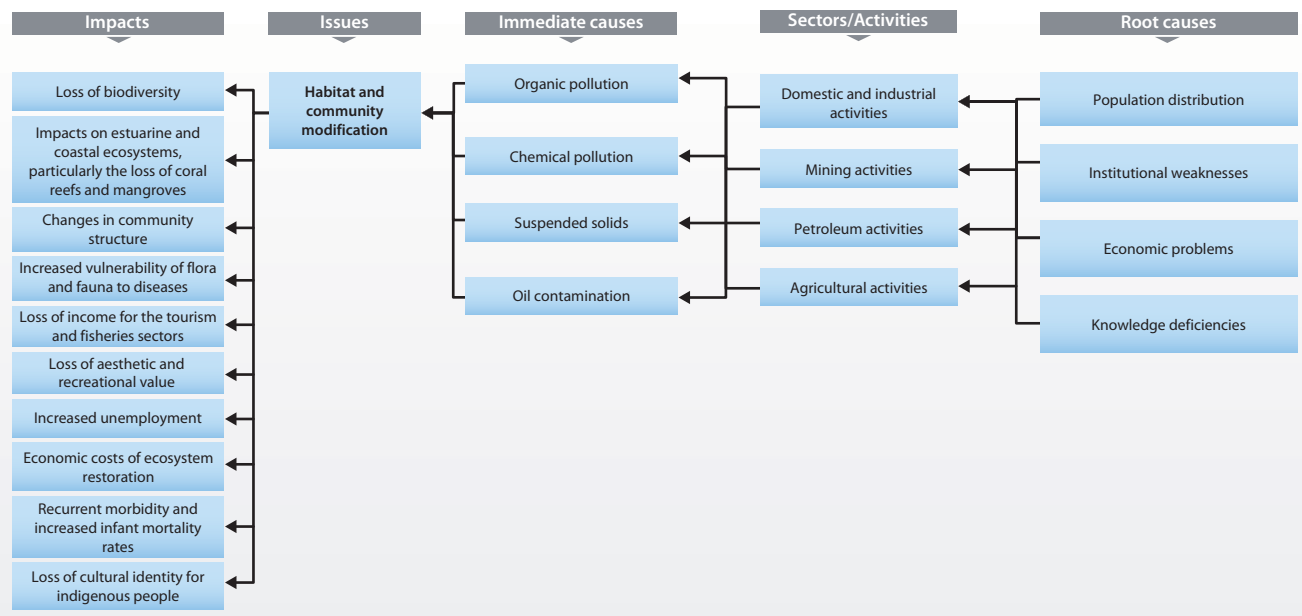 Impacts
Issues
Immediate causes
Sectors/Activities
Root causes
Loss of biodiversity
Impacts on estuarine and
coastal ecosystems,
particularly the loss of coral
reefs and mangroves
Changes in community
structure
Increased vulnerability of flora
and fauna to diseases
Loss of income for the tourism
and fisheries sectors
Loss of aesthetic and
recreational value
Increased unemployment
Economic costs of ecosystem
restoration
Recurrent morbidity and
increased infant mortality
rates
Loss of cultural identity for
indigenous people
Habitat and
community
modification
Organic pollution
Chemical pollution
Suspended solids
Oil contamination
Domestic and industrial
activities
Mining activities
Petroleum activities
Agricultural activities
Population distribution
Institutional weaknesses
Economic problems
Knowledge deficiencies